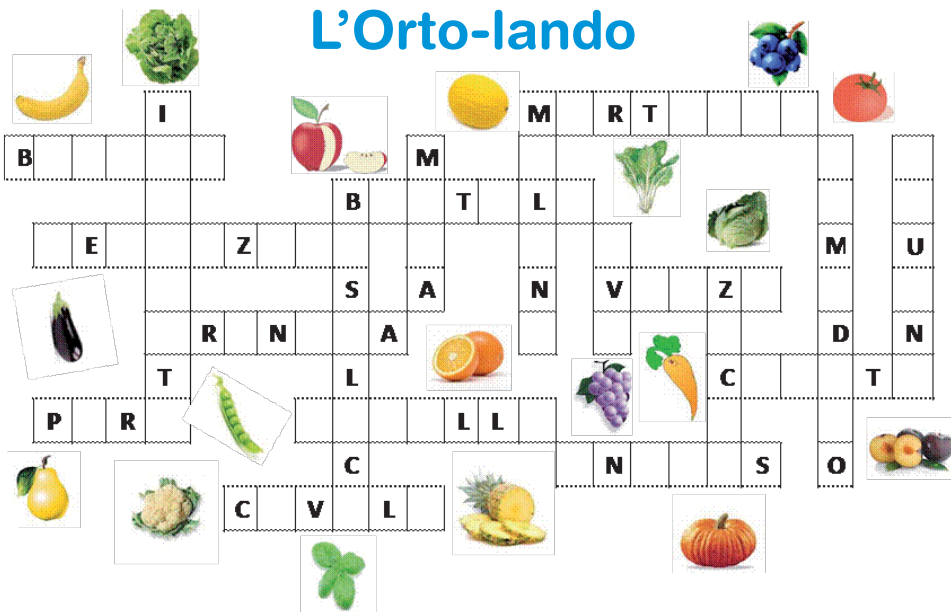 L'Orto-lando
I M R T
B M
B T L
E Z M U
S A N V Z
R N A D N
T L C T
P R L L
C N S O
C V L